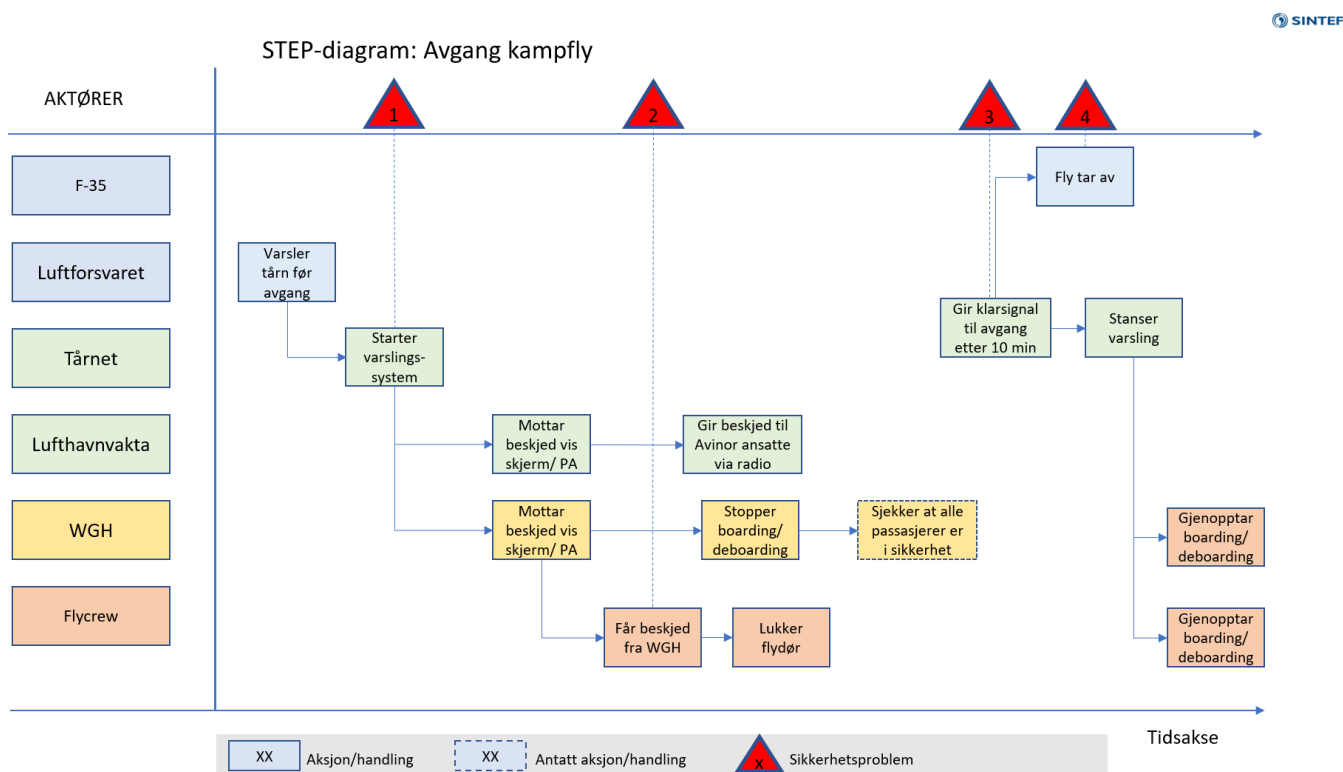 SINTEF
STEP-diagram: Avgang kampfly
AKTØRER
1
2
3
4
F-35
Fly tar av
Luftforsvaret
Varsler
tårn før
avgang
Tårnet
Starter
varslings-
system
Gir klarsignal
til avgang
etter 10 min
Stanser
varsling
Lufthavnvakta
Mottar
beskjed vis
skjerm/ PA
Gir beskjed til
Avinor ansatte
via radio
WGH
Mottar
beskjed vis
skjerm/ PA
Stopper
boarding/
deboarding
Sjekker at alle
passasjerer er
i sikkerhet
Gjenopptar
boarding/
deboarding
Flycrew
Får beskjed
fra WGH
Lukker
flydør
Gjenopptar
boarding/
deboarding
Tidsakse
XX
Aksjon/handling
XX
Antatt aksjon/handling
x
Sikkerhetsproblem